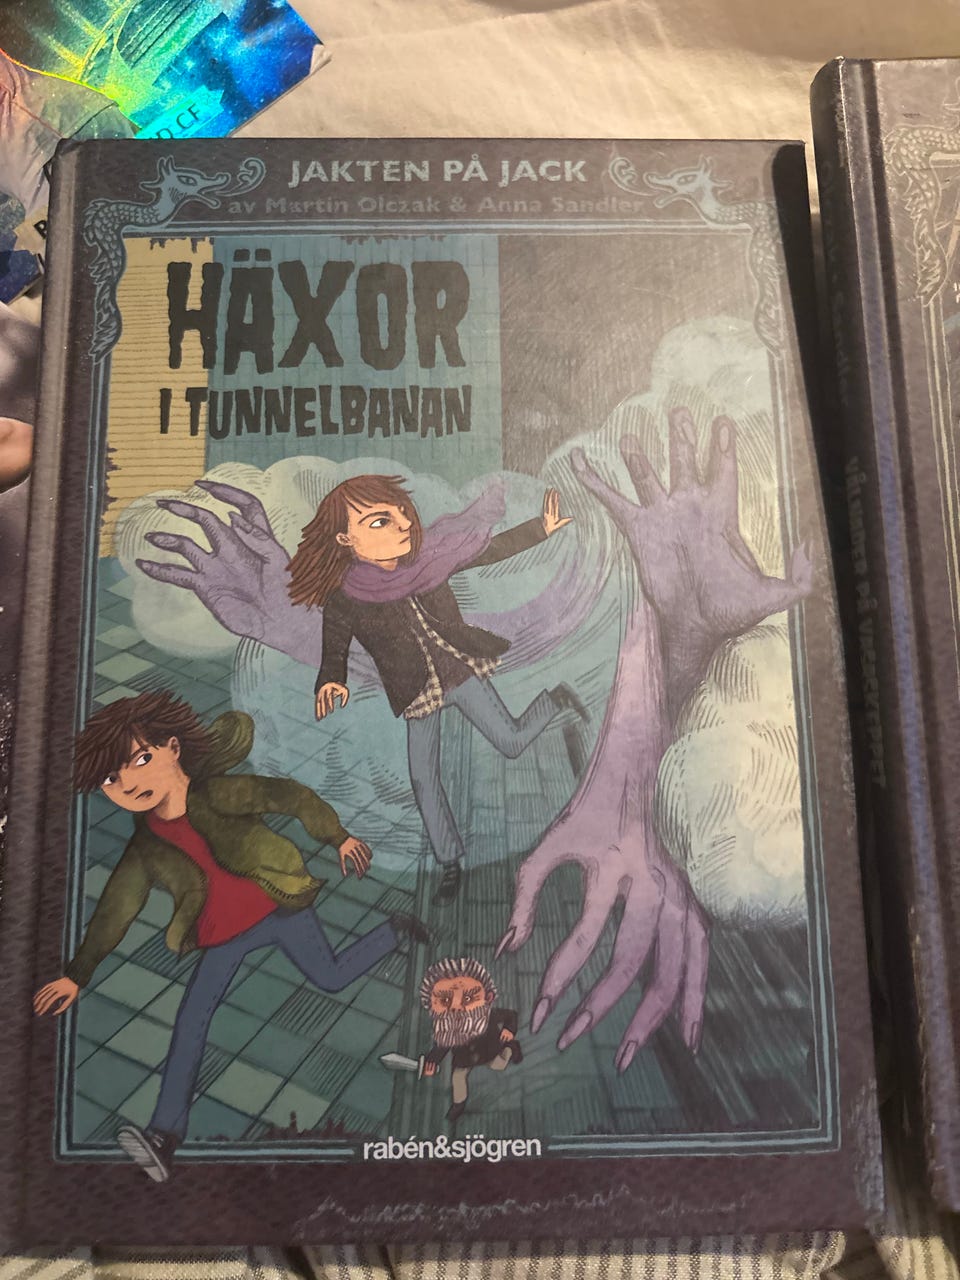 JAKTEN PÅ JACK
av Martin Olczak & Anna Sandler
HÄXOR
I TUNNELBANAN
rabén&sjögren